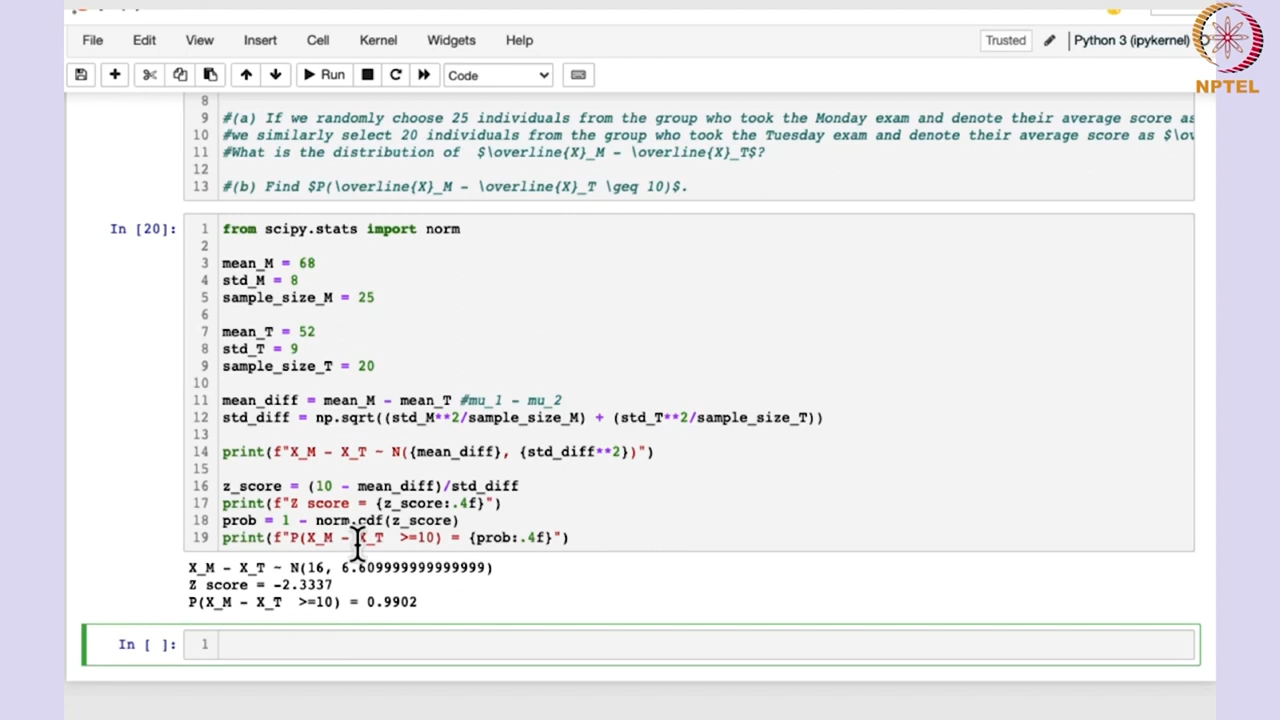 File Edit View Insert Cell Kernel Widgets Help Trusted Python 3 (ipykernel)
NPTEL
Run Code
8
9 #(a) If we randomly choose 25 individuals from the group who took the Monday exam and denote their average score as
10 #we similarly select 20 individuals from the group who took the Tuesday exam and denote their average score as $\ov
11 #What is the distribution of $\overline{X}_M - \overline{X}_T$?
12
13 #(b) Find $P(\overline{X}_M - \overline{X}_T \geq 10)$.
In [20]: 1 from scipy.stats import norm
2
3 mean_M = 68
4 std_M = 8
5 sample_size_M = 25
6
7 mean_T = 52
8 std_T = 9
9 sample_size_T = 20
10
11 mean_diff = mean_M - mean_T #mu_1 - mu_2
12 std_diff = np.sqrt((std_M**2/sample_size_M) + (std_T**2/sample_size_T))
13
14 print(f"X_M - X_T ~ N({mean_diff}, {std_diff**2})")
15
16 z_score = (10 - mean_diff)/std_diff
17 print(f"Z score = {z_score:.4f}")
18 prob = 1 - norm.cdf(z_score)
19 print(f"P(X_M - X_T >=10) = {prob:.4f}")
X_M - X_T ~ N(16, 6.609999999999999)
Z score = -2.3337
P(X_M - X_T >=10) = 0.9902
In [ ]: 1